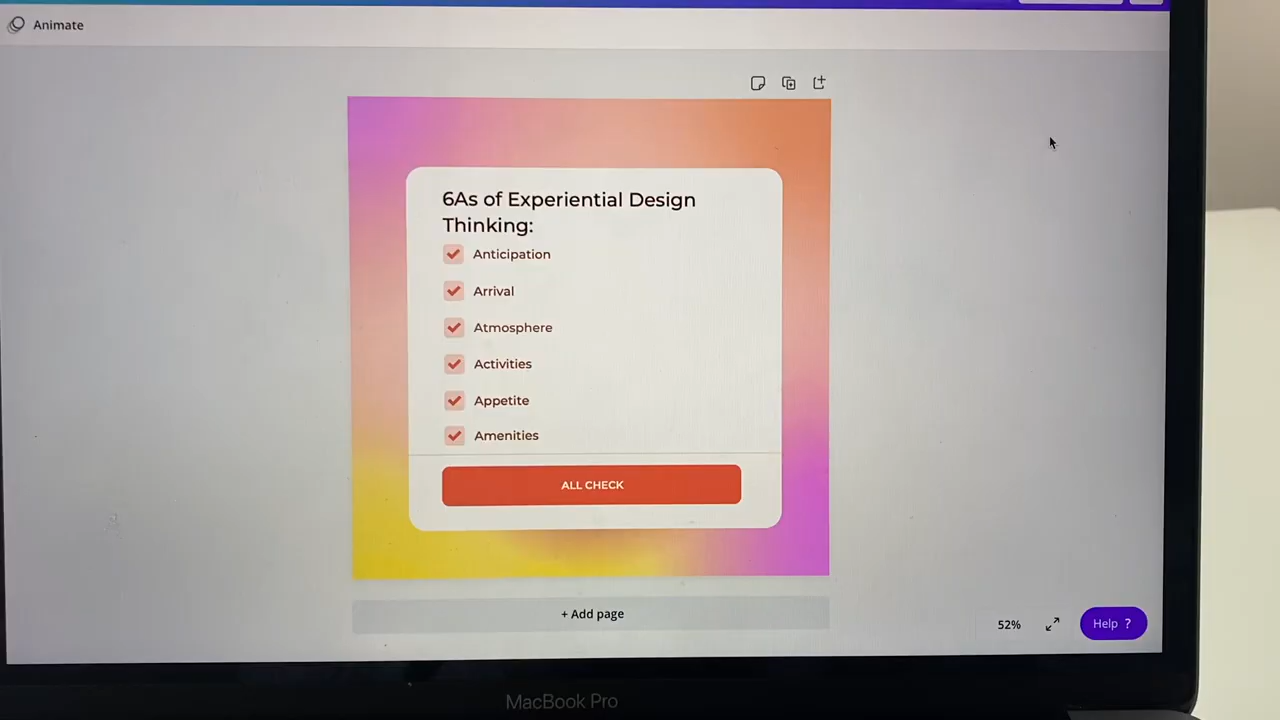 Animate
6As of Experiential Design
Thinking:
Anticipation
Arrival
Atmosphere
Activities
Appetite
Amenities
ALL CHECK
+ Add page
52%
Help ?
MacBook Pro